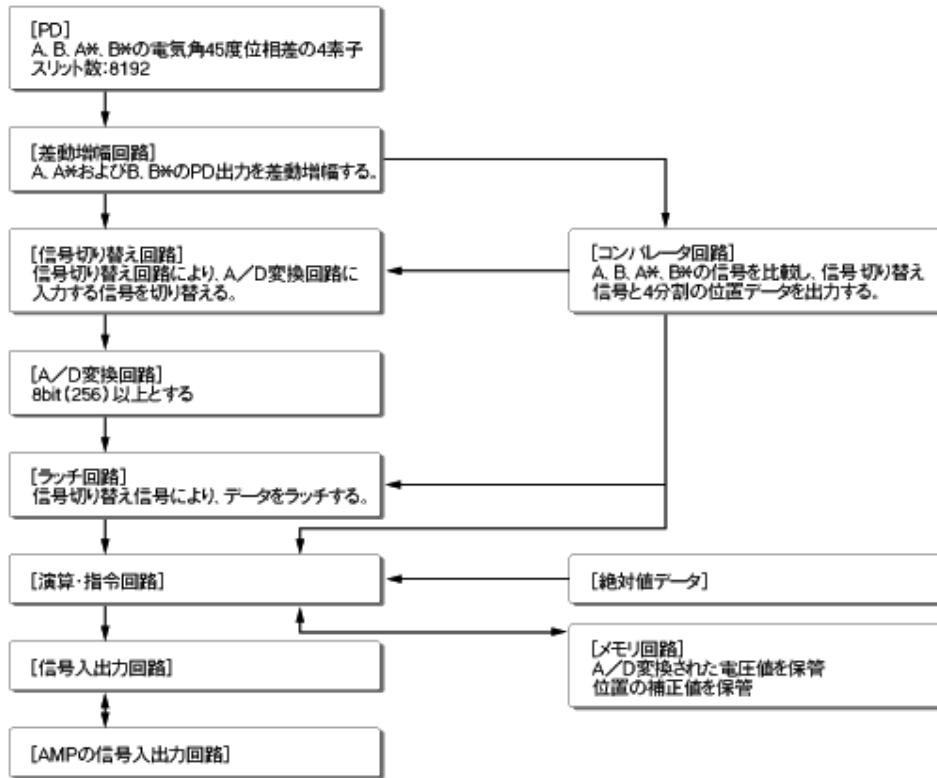 [PD]
A、B、A*、B*の電気角45度位相差の4素子
スリット数:8192
[差動増幅回路]
A、A*およびB、B*のPD出力を差動増幅する。
[信号切り替え回路]
信号切り替え回路により、A/D変換回路に
入力する信号を切り替える。
[コンパレータ回路]
A、B、A*、B*の信号を比較し、信号切り替え
信号と4分割の位置データを出力する。
[A/D変換回路]
8bit(256)以上とする
[ラッチ回路]
信号切り替え信号により、データをラッチする。
[演算・指令回路]
[絶対値データ]
[信号入出力回路]
[メモリ回路]
A/D変換された電圧値を保管
位置の補正値を保管
[AMPの信号入出力回路]